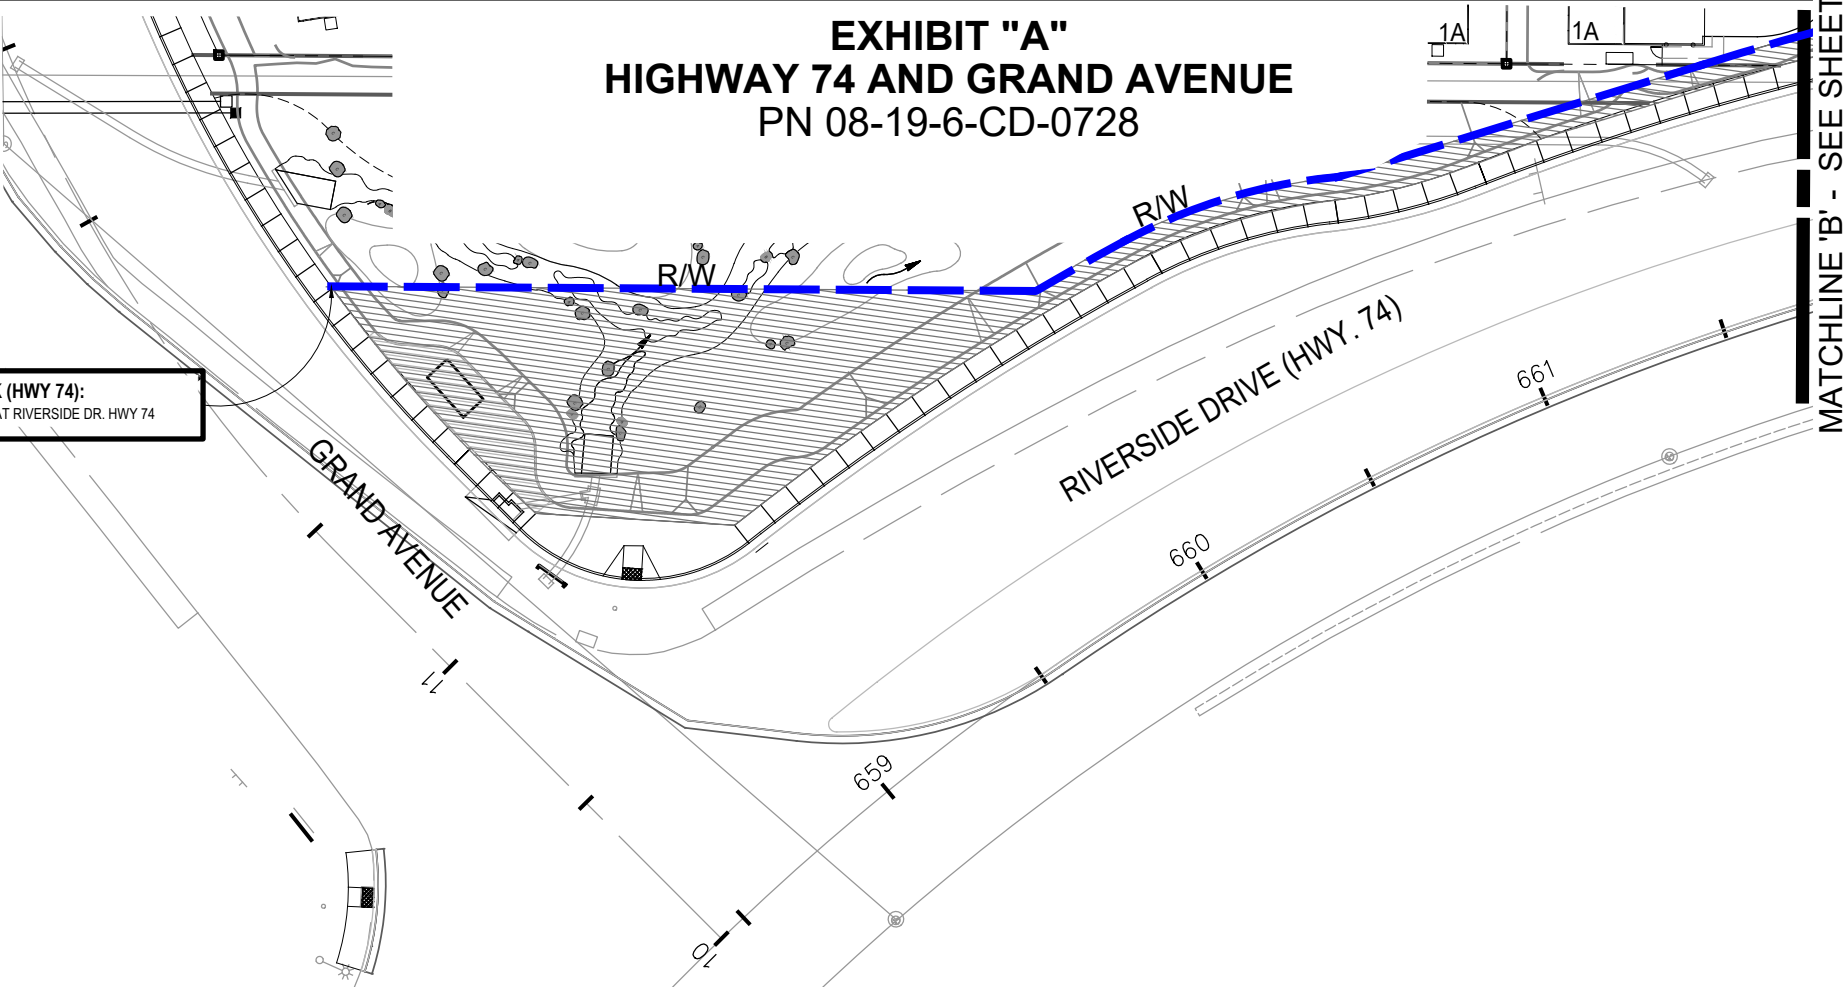 EXHIBIT "A"
HIGHWAY 74 AND GRAND AVENUE
PN 08-19-6-CD-0728
1A
1A
MATCHLINE 'B' - SEE SHEET
R/W
R/W
(HWY 74):
AT RIVERSIDE DR. HWY 74
GRAND AVENUE
RIVERSIDE DRIVE (HWY. 74)
661
660
659
11
10